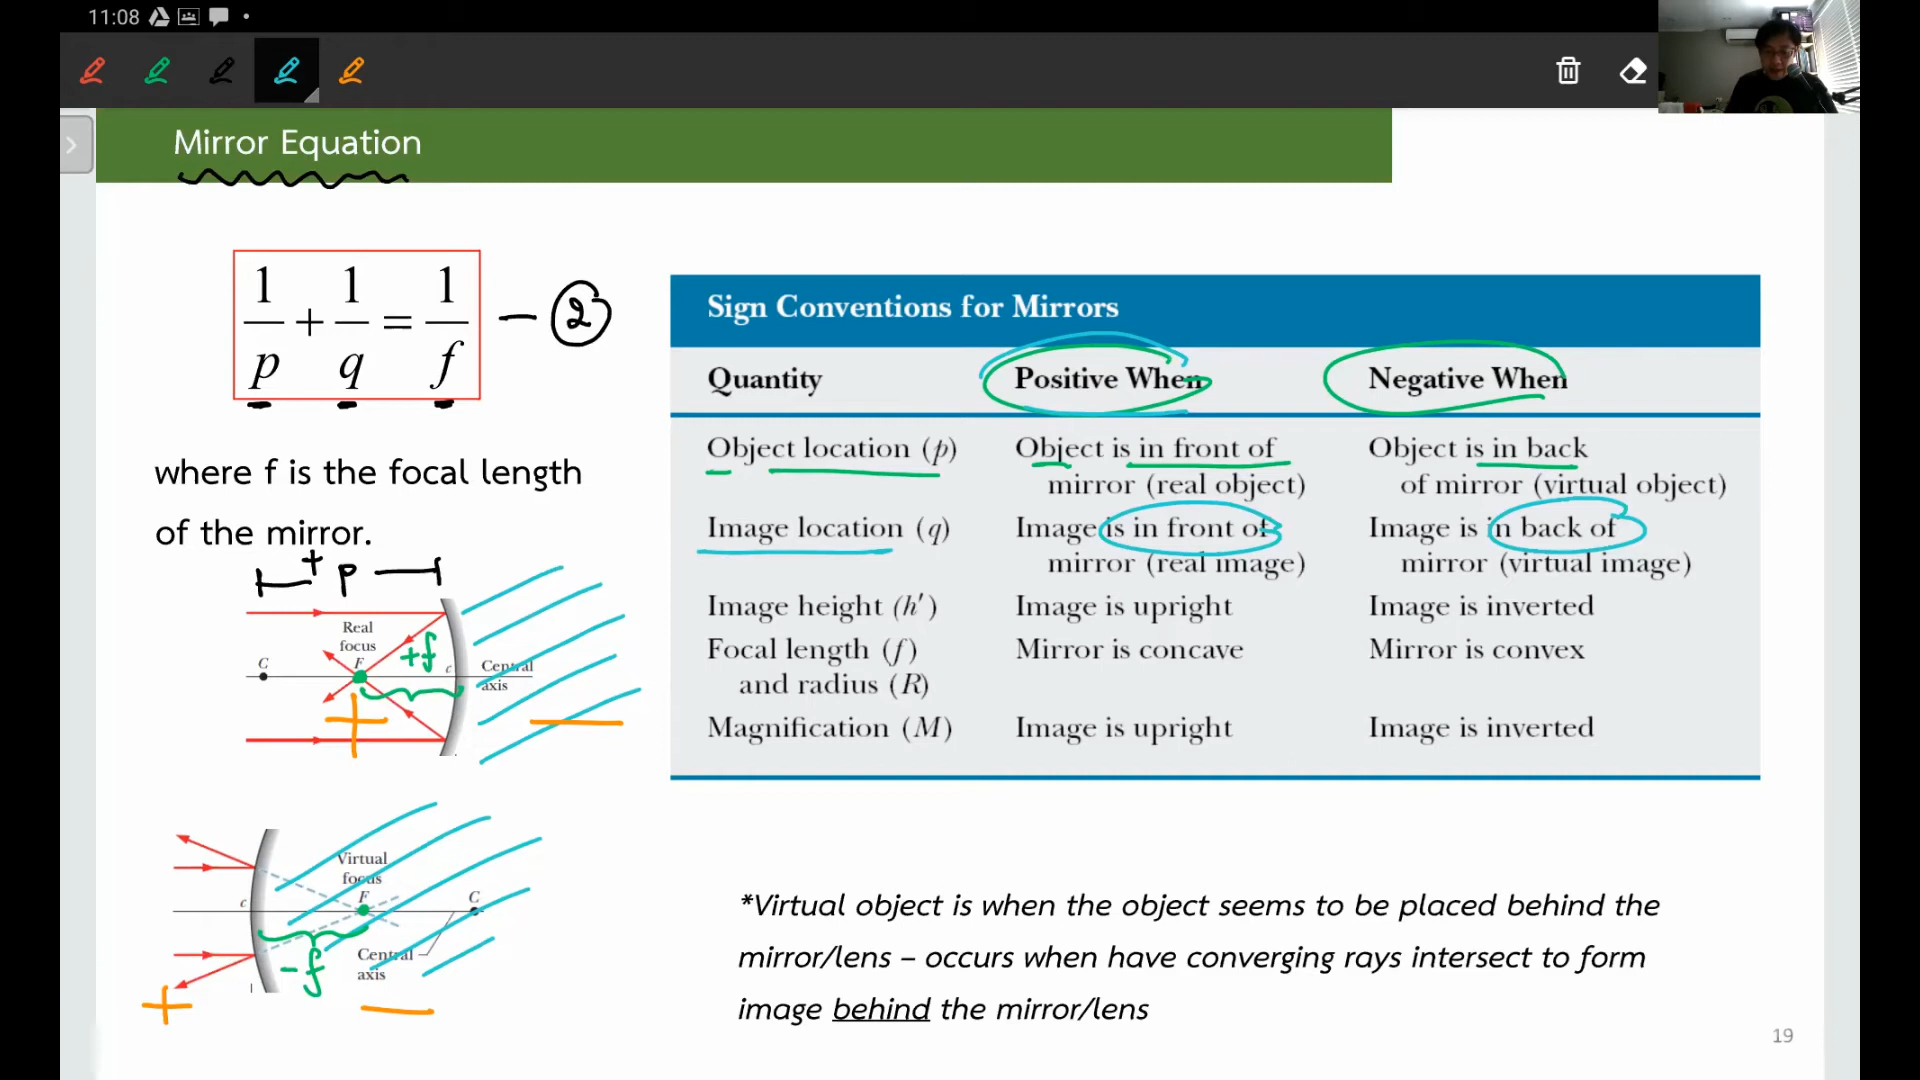 11:08
Mirror Equation
1/p + 1/q = 1/f — ②
where f is the focal length
of the mirror.
+ p
Real
focus
F
+f
C
c
Central
axis
+
—
Virtual
focus
F
C
c
-f
Central
axis
+
—
Sign Conventions for Mirrors
Quantity Positive When Negative When
Object location (p) Object is in front of Object is in back
mirror (real object) of mirror (virtual object)
Image location (q) Image is in front of Image is in back of
mirror (real image) mirror (virtual image)
Image height (h′) Image is upright Image is inverted
Focal length (f) Mirror is concave Mirror is convex
and radius (R)
Magnification (M) Image is upright Image is inverted
*Virtual object is when the object seems to be placed behind the
mirror/lens – occurs when have converging rays intersect to form
image behind the mirror/lens
19